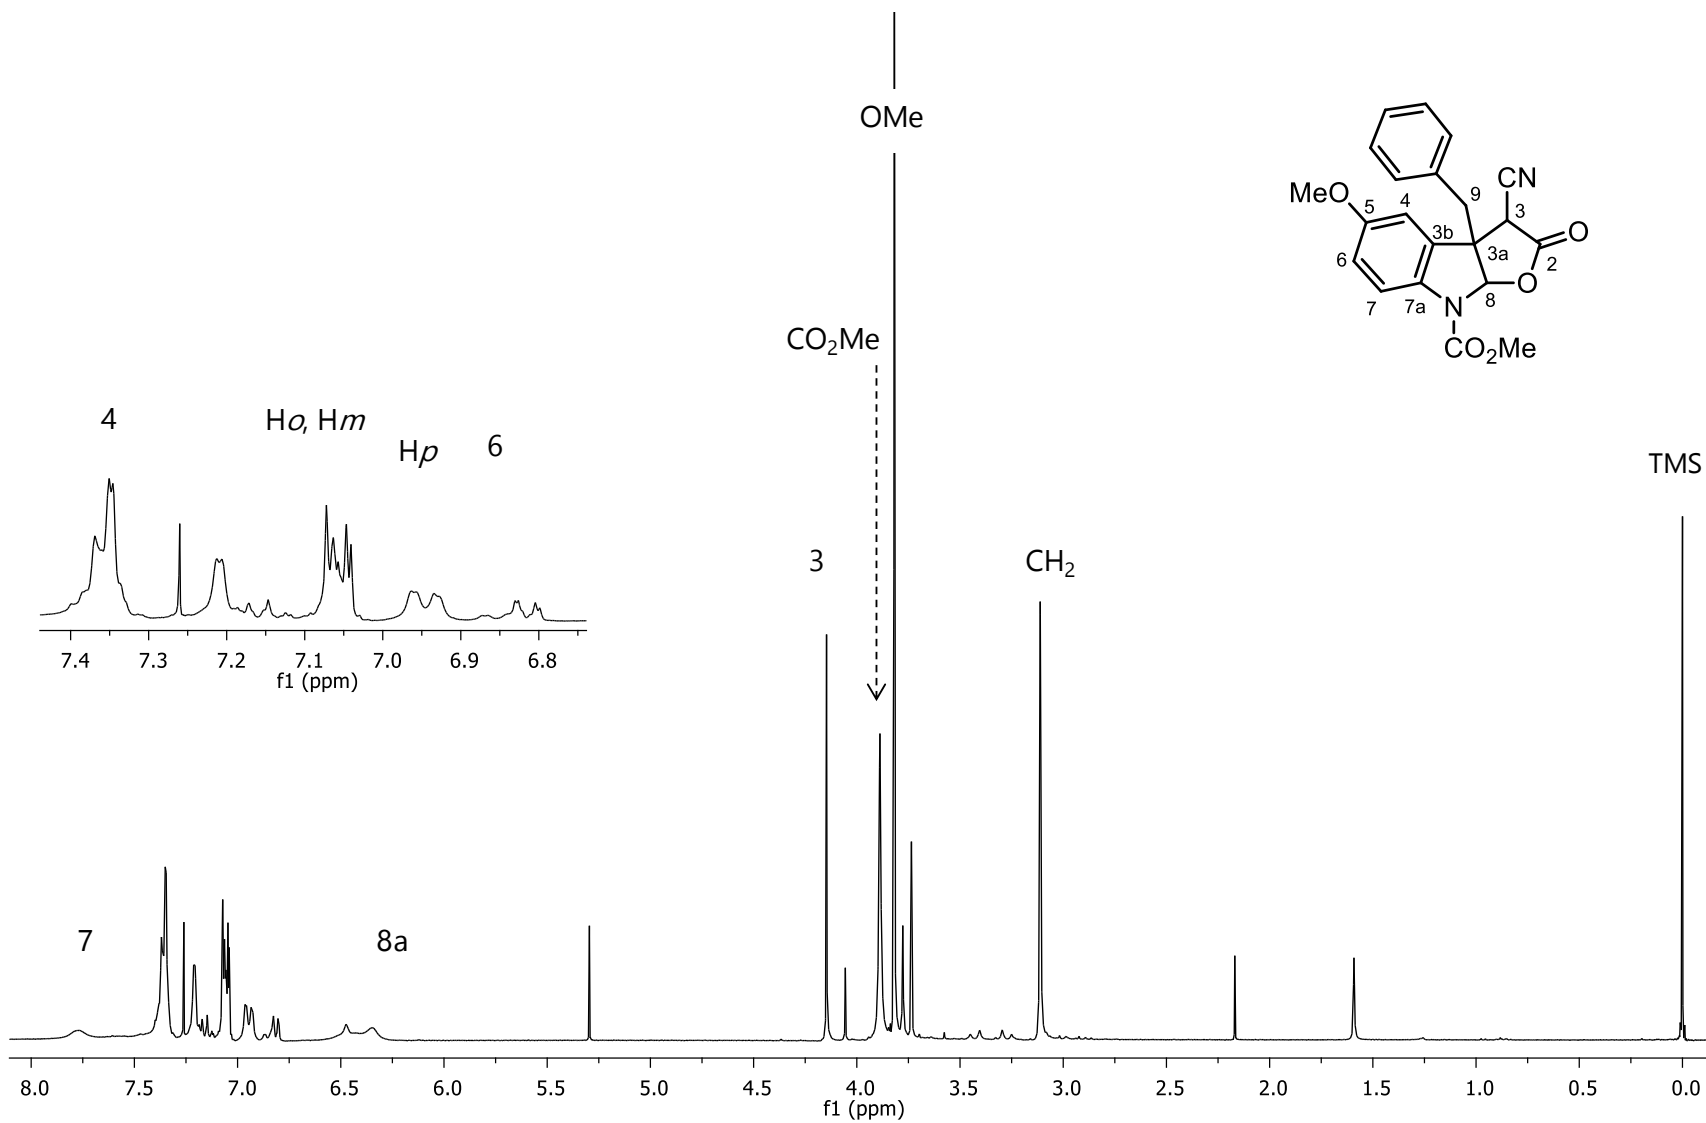 OMe
CN
9
MeO
4
5
3
O
3b
3a
2
6
O
7
7a
N
8
CO₂Me
CO₂Me
4
Ho, Hm
Hp
6
TMS
3
CH₂
7.4 7.3 7.2 7.1 7.0 6.9 6.8
f1 (ppm)
7
8a
8.0 7.5 7.0 6.5 6.0 5.5 5.0 4.5 4.0 3.5 3.0 2.5 2.0 1.5 1.0 0.5 0.0
f1 (ppm)